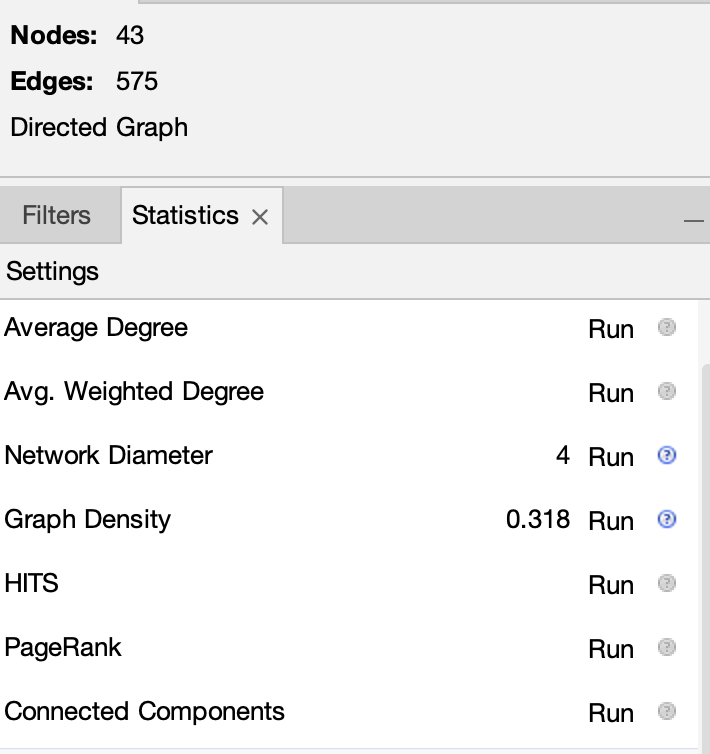 Nodes: 43
Edges: 575
Directed Graph
Filters Statistics ×
Settings
Average Degree Run ?
Avg. Weighted Degree Run ?
Network Diameter 4 Run ?
Graph Density 0.318 Run ?
HITS Run ?
PageRank Run ?
Connected Components Run ?